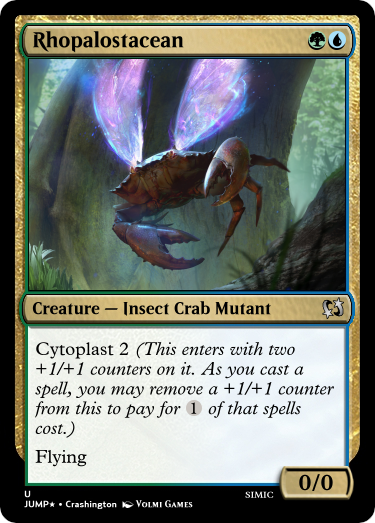 Rhopalostacean
Creature — Insect Crab Mutant
Cytoplast 2 (This enters with two
+1/+1 counters on it. As you cast a
spell, you may remove a +1/+1 counter
from this to pay for 1 of that spells
cost.)
Flying
0/0
U
SIMIC
JUMP★ • Crashington VOLMI GAMES